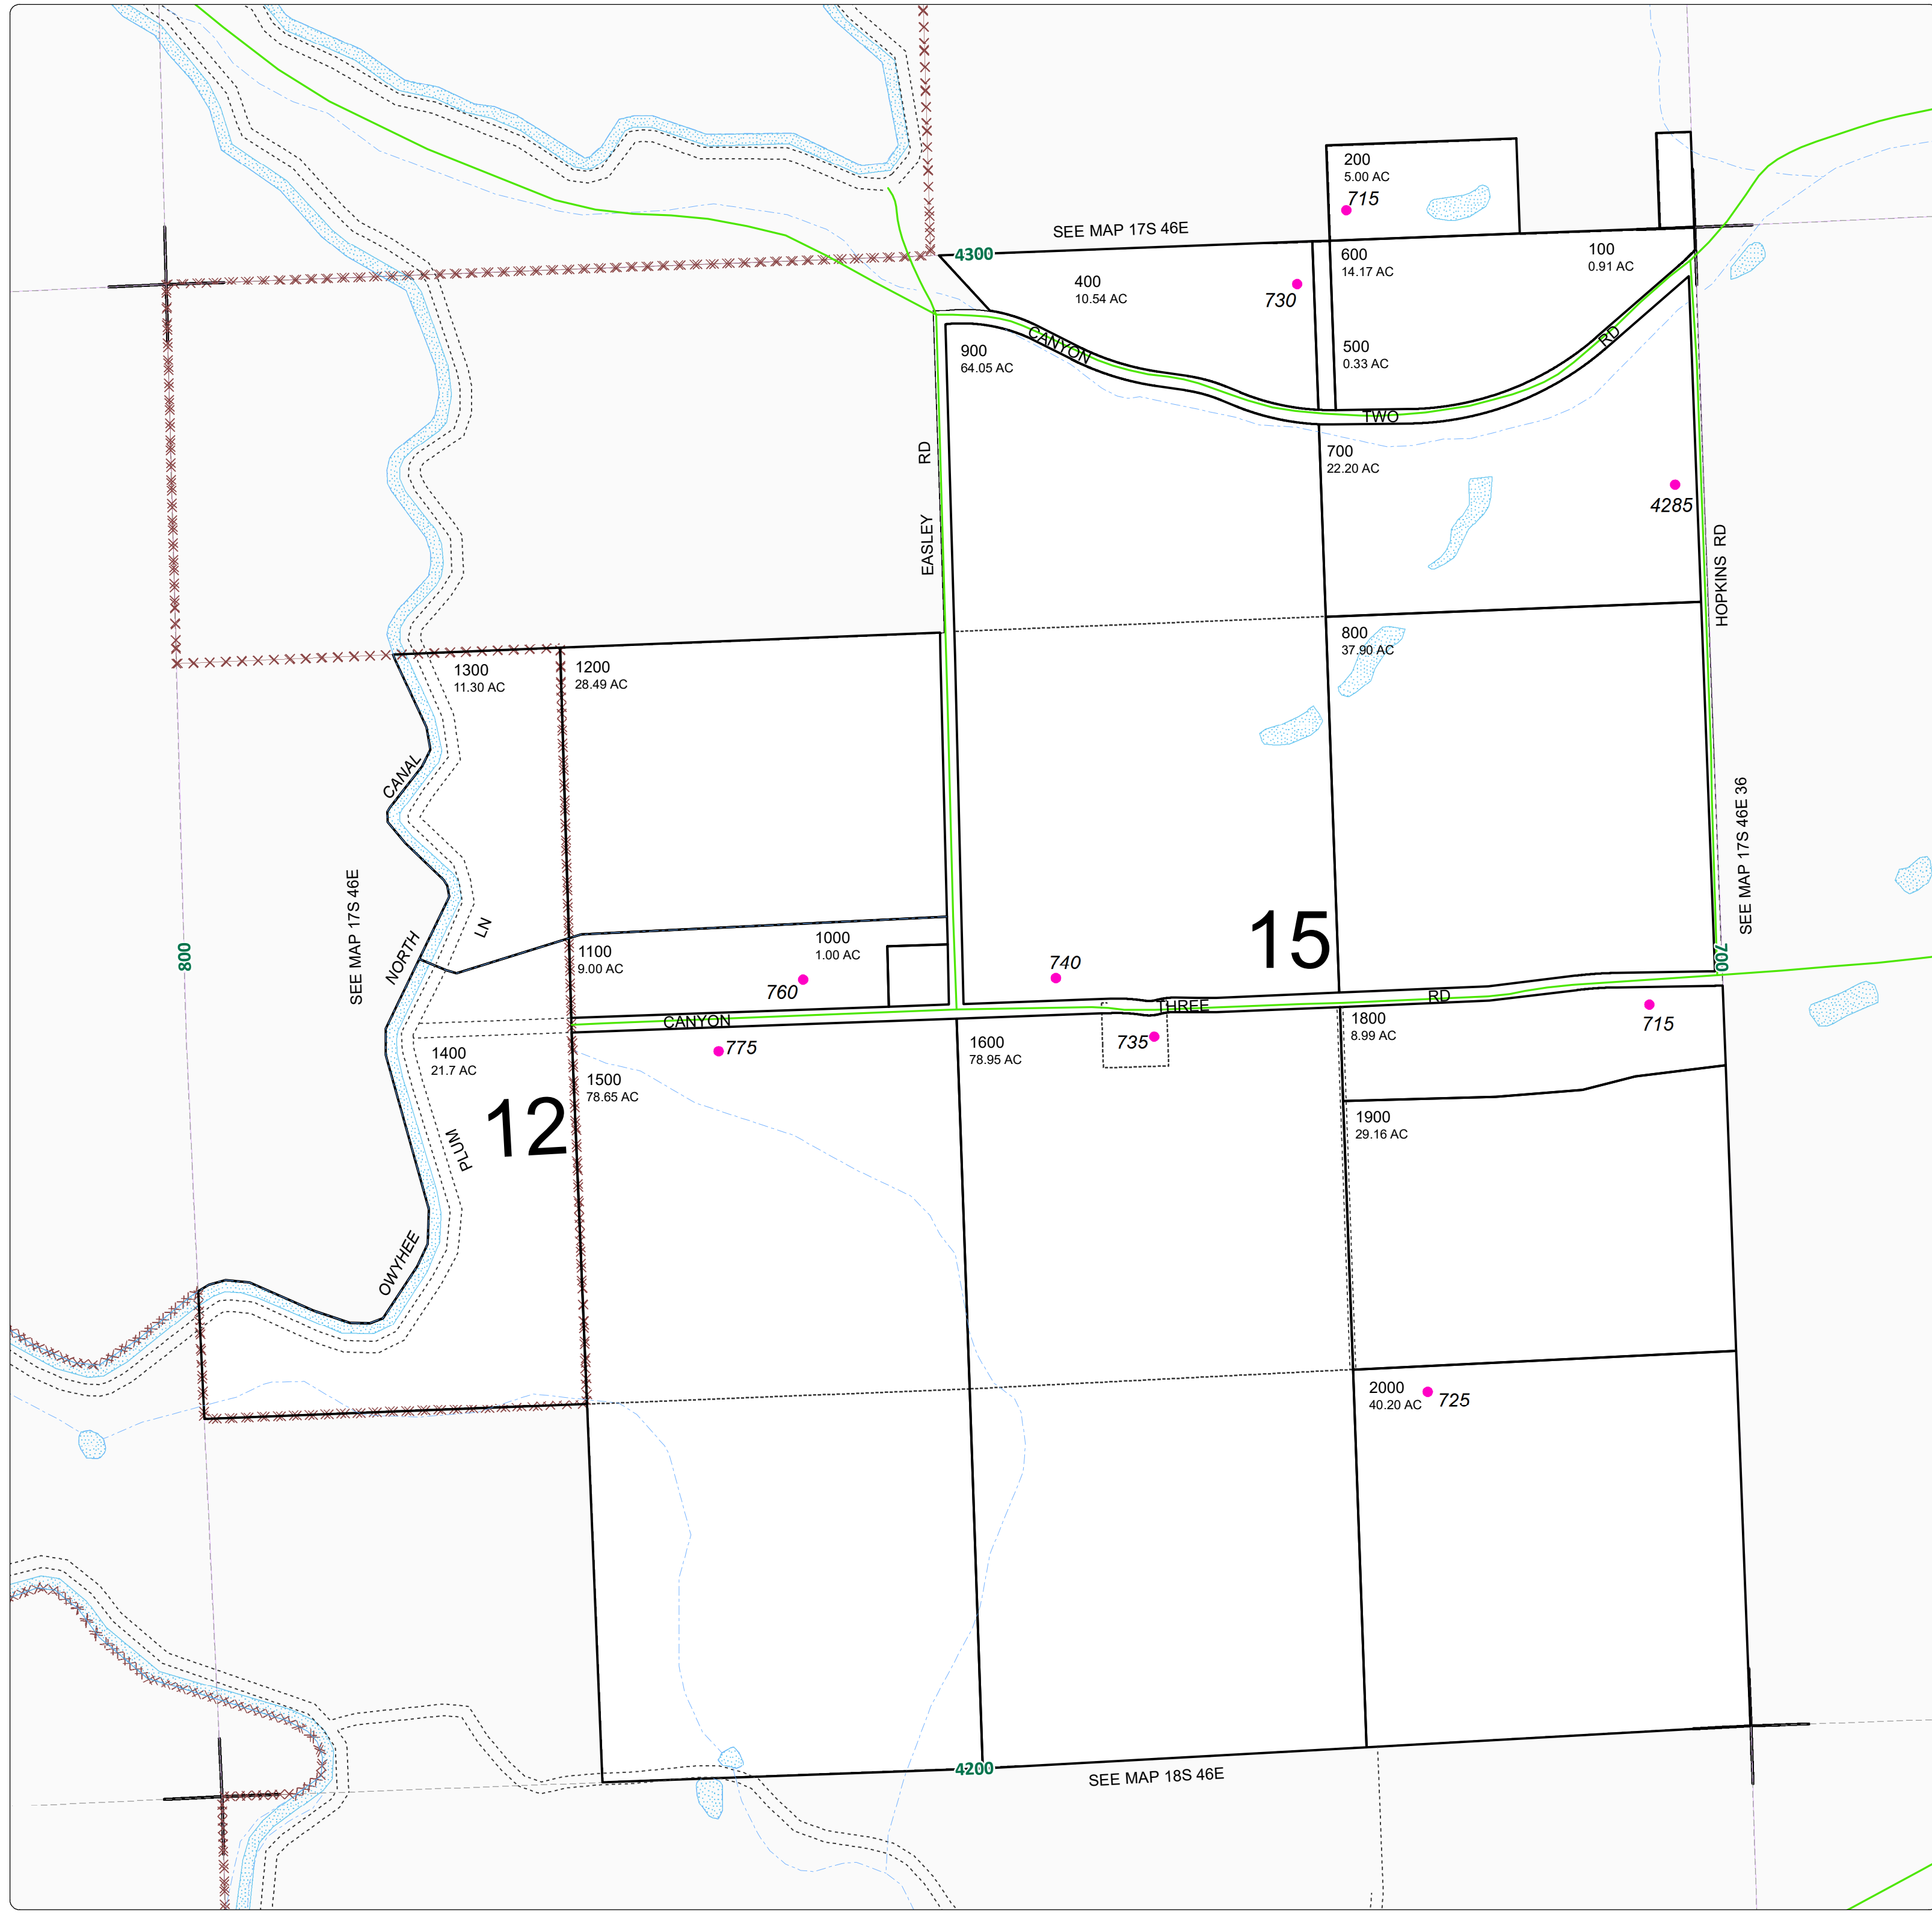 200
5.00 AC
715
SEE MAP 17S 46E
4300
600
14.17 AC
100
0.91 AC
400
10.54 AC
730
CANYON
RD
900
64.05 AC
500
0.33 AC
TWO
700
22.20 AC
EASLEY RD
4285
HOPKINS RD
800
37.90 AC
1300
11.30 AC
1200
28.49 AC
CANAL
SEE MAP 17S 46E 36
SEE MAP 17S 46E
800
NORTH
LN
1100
9.00 AC
1000
1.00 AC
760
740
15
700
CANYON
THREE
RD
715
775
735
1400
21.7 AC
1600
78.95 AC
1800
8.99 AC
12
1500
78.65 AC
PLUM
1900
29.16 AC
OWYHEE
2000
40.20 AC
725
4200
SEE MAP 18S 46E